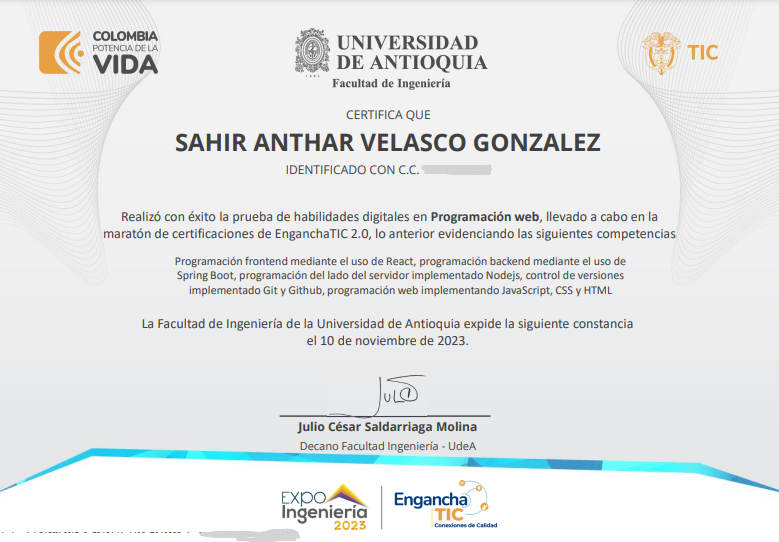 COLOMBIA
POTENCIA DE LA
VIDA
UNIVERSIDAD
DE ANTIOQUIA
Facultad de Ingeniería
TIC
CERTIFICA QUE
SAHIR ANTHAR VELASCO GONZALEZ
IDENTIFICADO CON C.C.
Realizó con éxito la prueba de habilidades digitales en Programación web, llevado a cabo en la
maratón de certificaciones de EnganchaTIC 2.0, lo anterior evidenciando las siguientes competencias
Programación frontend mediante el uso de React, programación backend mediante el uso de
Spring Boot, programación del lado del servidor implementado Nodejs, control de versiones
implementado Git y Github, programación web implementando JavaScript, CSS y HTML
La Facultad de Ingeniería de la Universidad de Antioquia expide la siguiente constancia
el 10 de noviembre de 2023.
Julio César Saldarriaga Molina
Decano Facultad Ingeniería - UdeA
EXPO
Ingeniería
2023
Engancha
TIC
Conexiones de Calidad